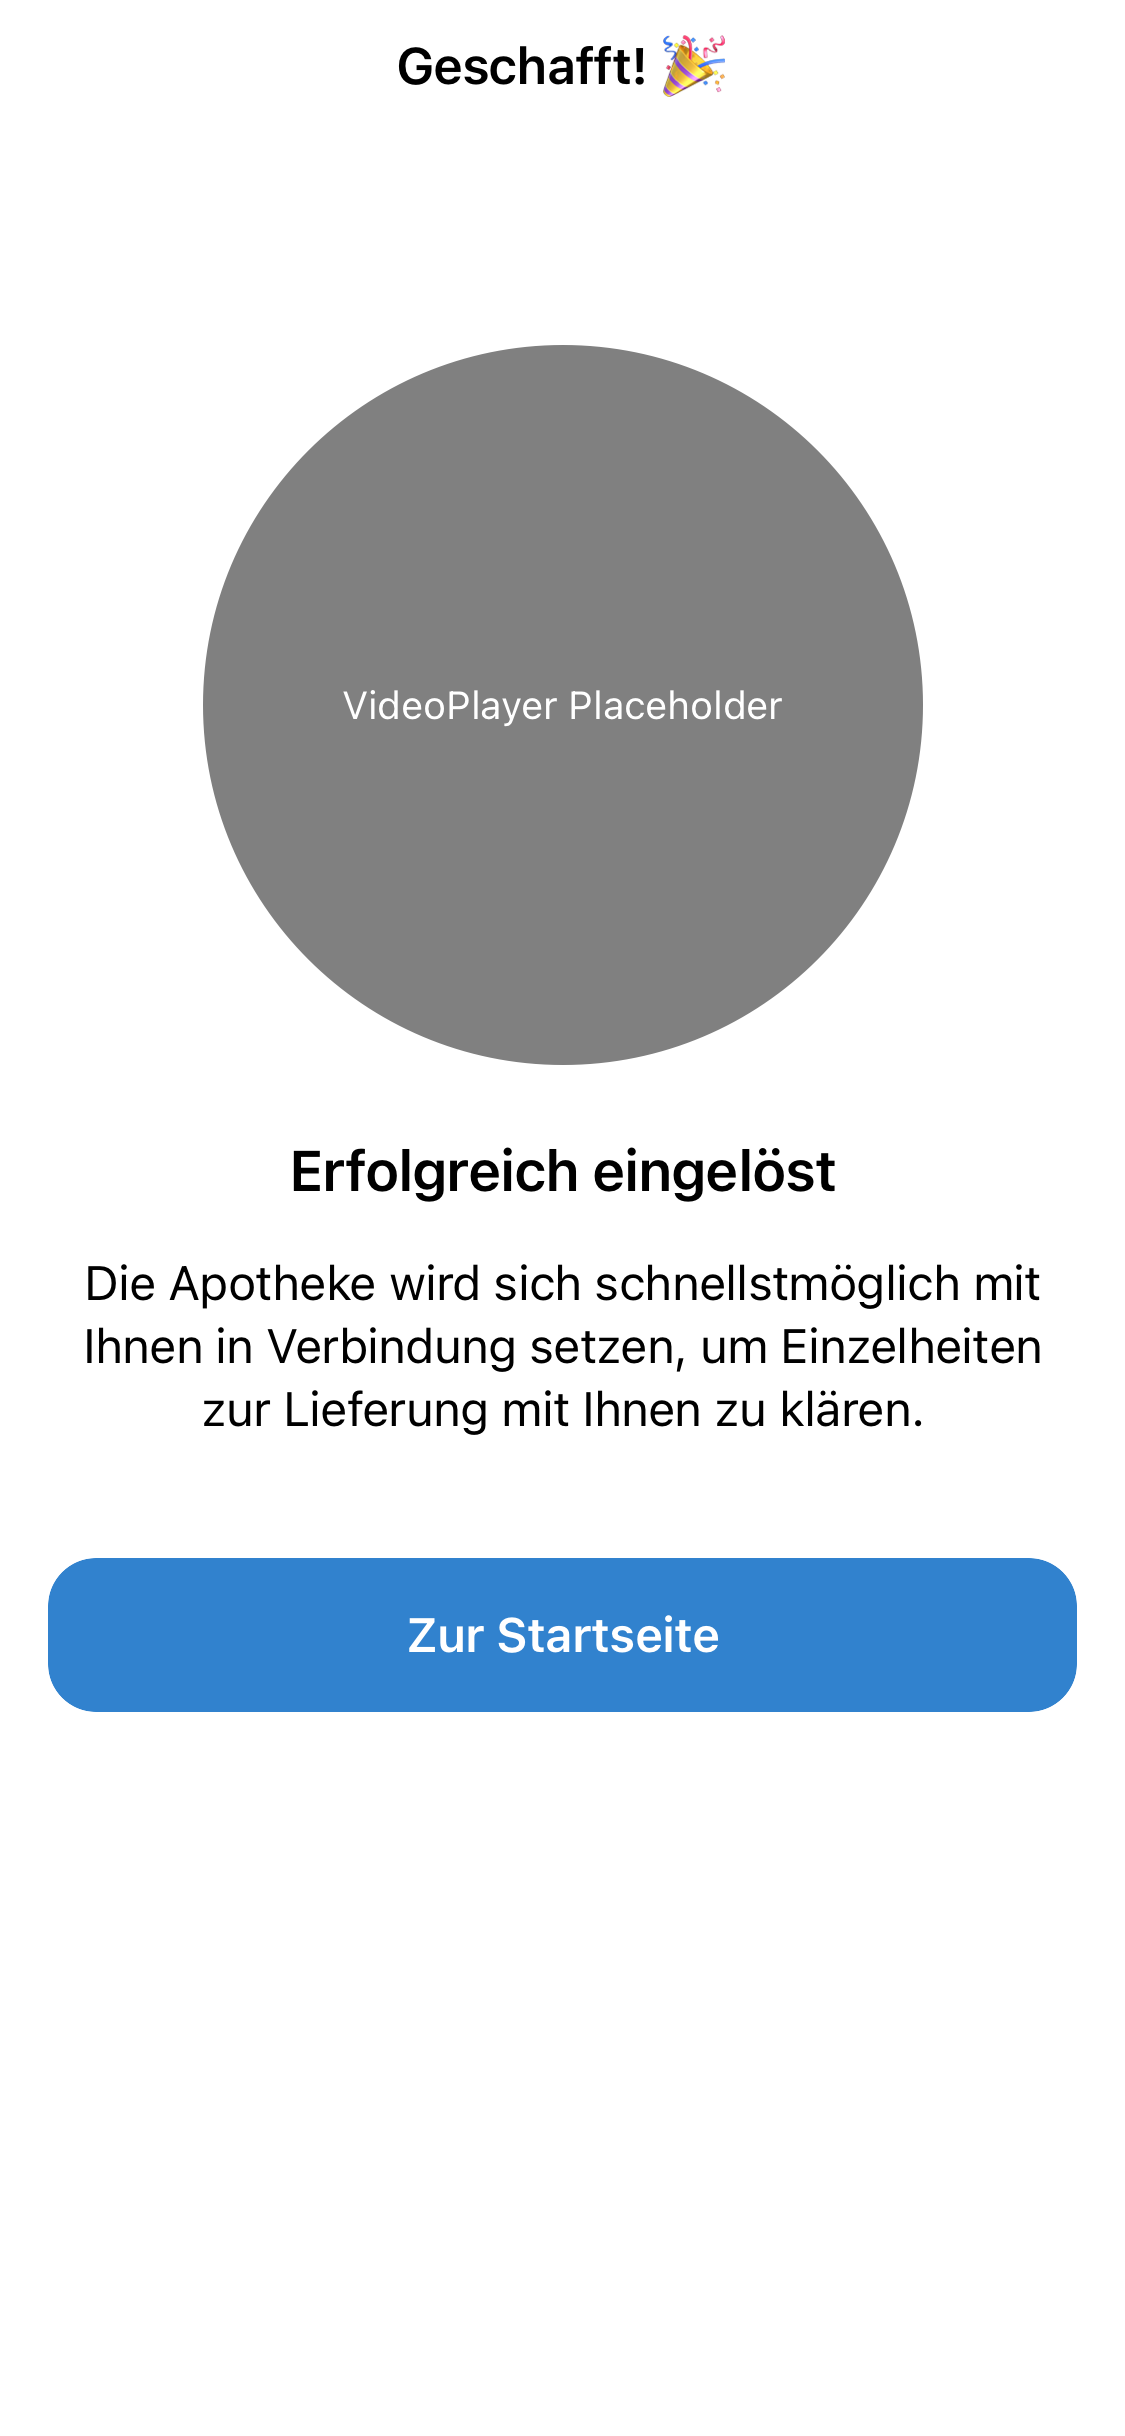 Geschafft! 🎉
VideoPlayer Placeholder
Erfolgreich eingelöst
Die Apotheke wird sich schnellstmöglich mit
Ihnen in Verbindung setzen, um Einzelheiten
zur Lieferung mit Ihnen zu klären.
Zur Startseite